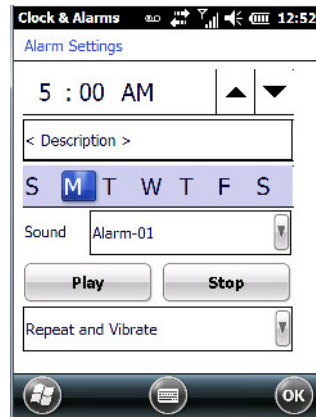 Clock & Alarms 12:52
Alarm Settings
5 : 00 AM
< Description >
S M T W T F S
Sound Alarm-01
Play Stop
Repeat and Vibrate
OK